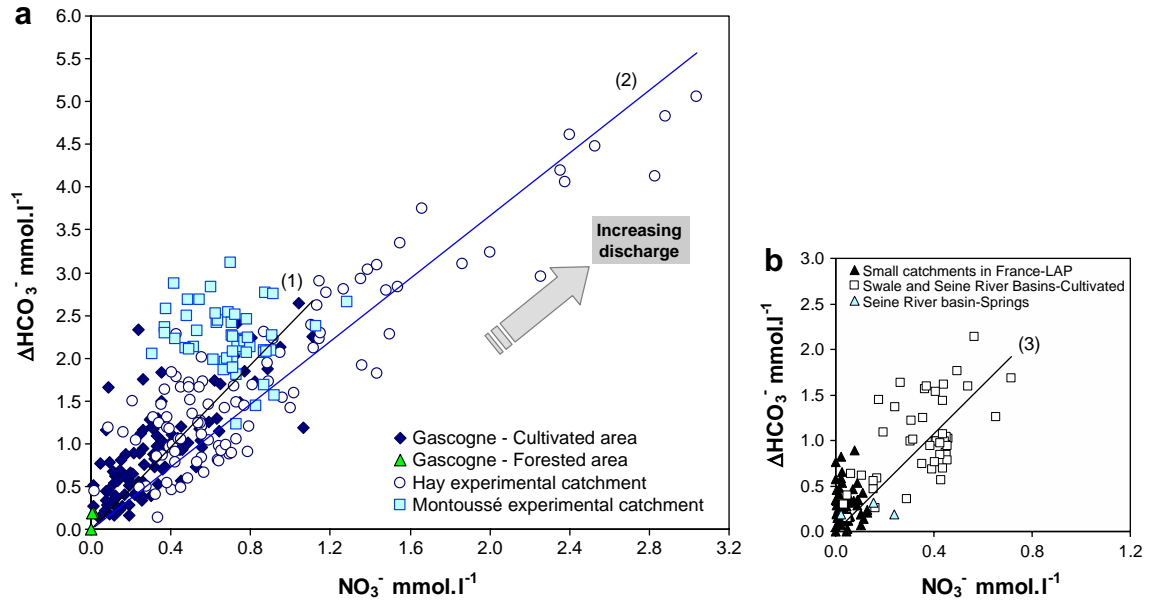 a
6.0
5.5
5.0
4.5
4.0
3.5
3.0
2.5
2.0
1.5
1.0
0.5
0.0
ΔHCO₃⁻ mmol.l⁻¹
(1)
(2)
Increasing
discharge
Gascogne - Cultivated area
Gascogne - Forested area
Hay experimental catchment
Montoussé experimental catchment
0.0 0.4 0.8 1.2 1.6 2.0 2.4 2.8 3.2
NO₃⁻ mmol.l⁻¹
b
3.0
2.5
2.0
1.5
1.0
0.5
0.0
ΔHCO₃⁻ mmol.l⁻¹
Small catchments in France-LAP
Swale and Seine River Basins-Cultivated
Seine River basin-Springs
(3)
0.0 0.4 0.8 1.2
NO₃⁻ mmol.l⁻¹